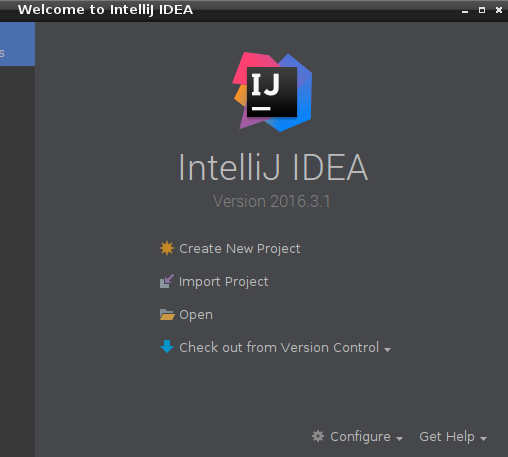 Welcome to IntelliJ IDEA
s
IJ
IntelliJ IDEA
Version 2016.3.1
Create New Project
Import Project
Open
Check out from Version Control
Configure
Get Help